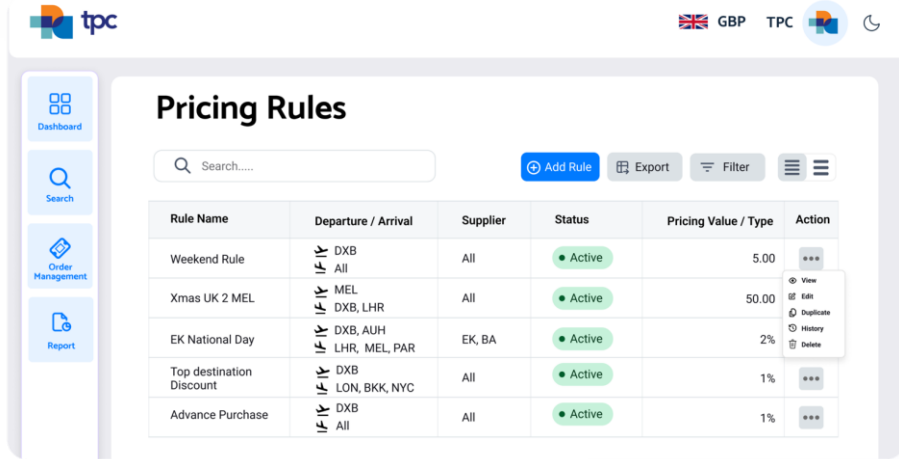 tpc
GBP TPC
Dashboard
Search
Order
Management
Report
Pricing Rules
Search.....
Add Rule
Export
Filter
Rule Name Departure / Arrival Supplier Status Pricing Value / Type Action
Weekend Rule DXB All Active 5.00
All
Xmas UK 2 MEL MEL All Active 50.00
DXB, LHR
EK National Day DXB, AUH EK, BA Active 2%
LHR, MEL, PAR
Top destination DXB All Active 1%
Discount LON, BKK, NYC
Advance Purchase DXB All Active 1%
All
View
Edit
Duplicate
History
Delete